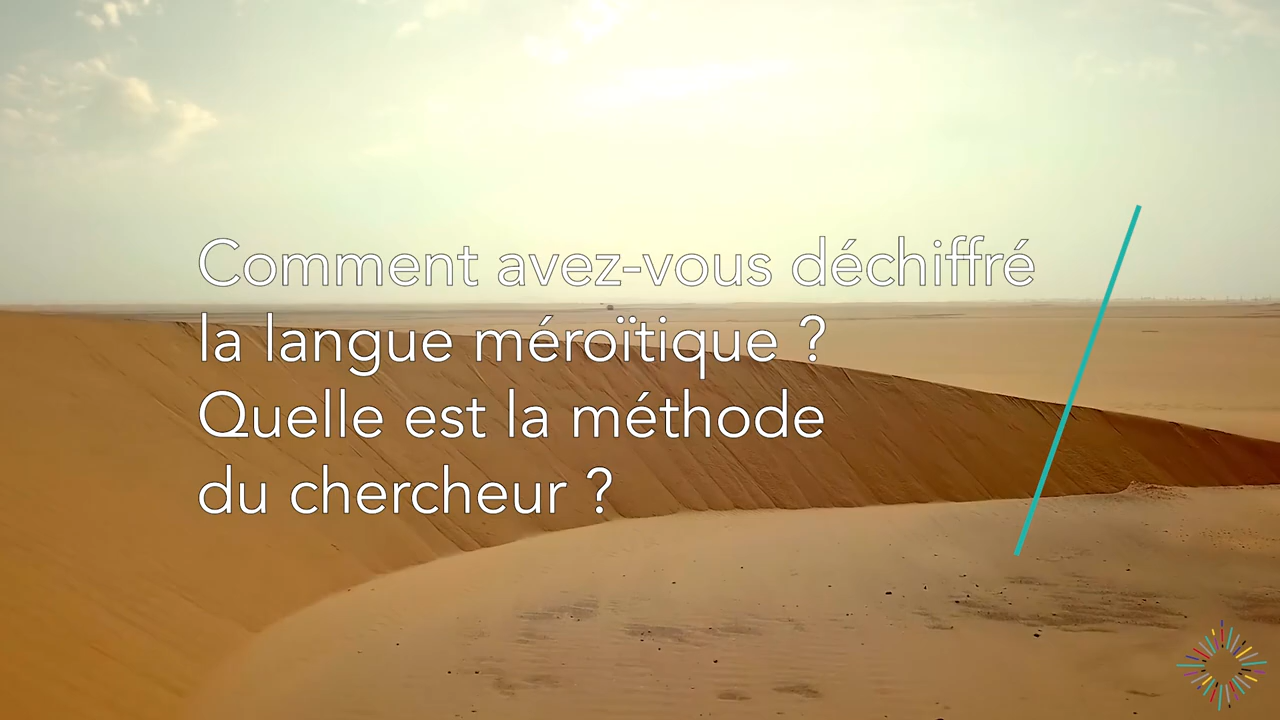 Comment avez-vous déchiffré
la langue méroïtique ?
Quelle est la méthode
du chercheur ?